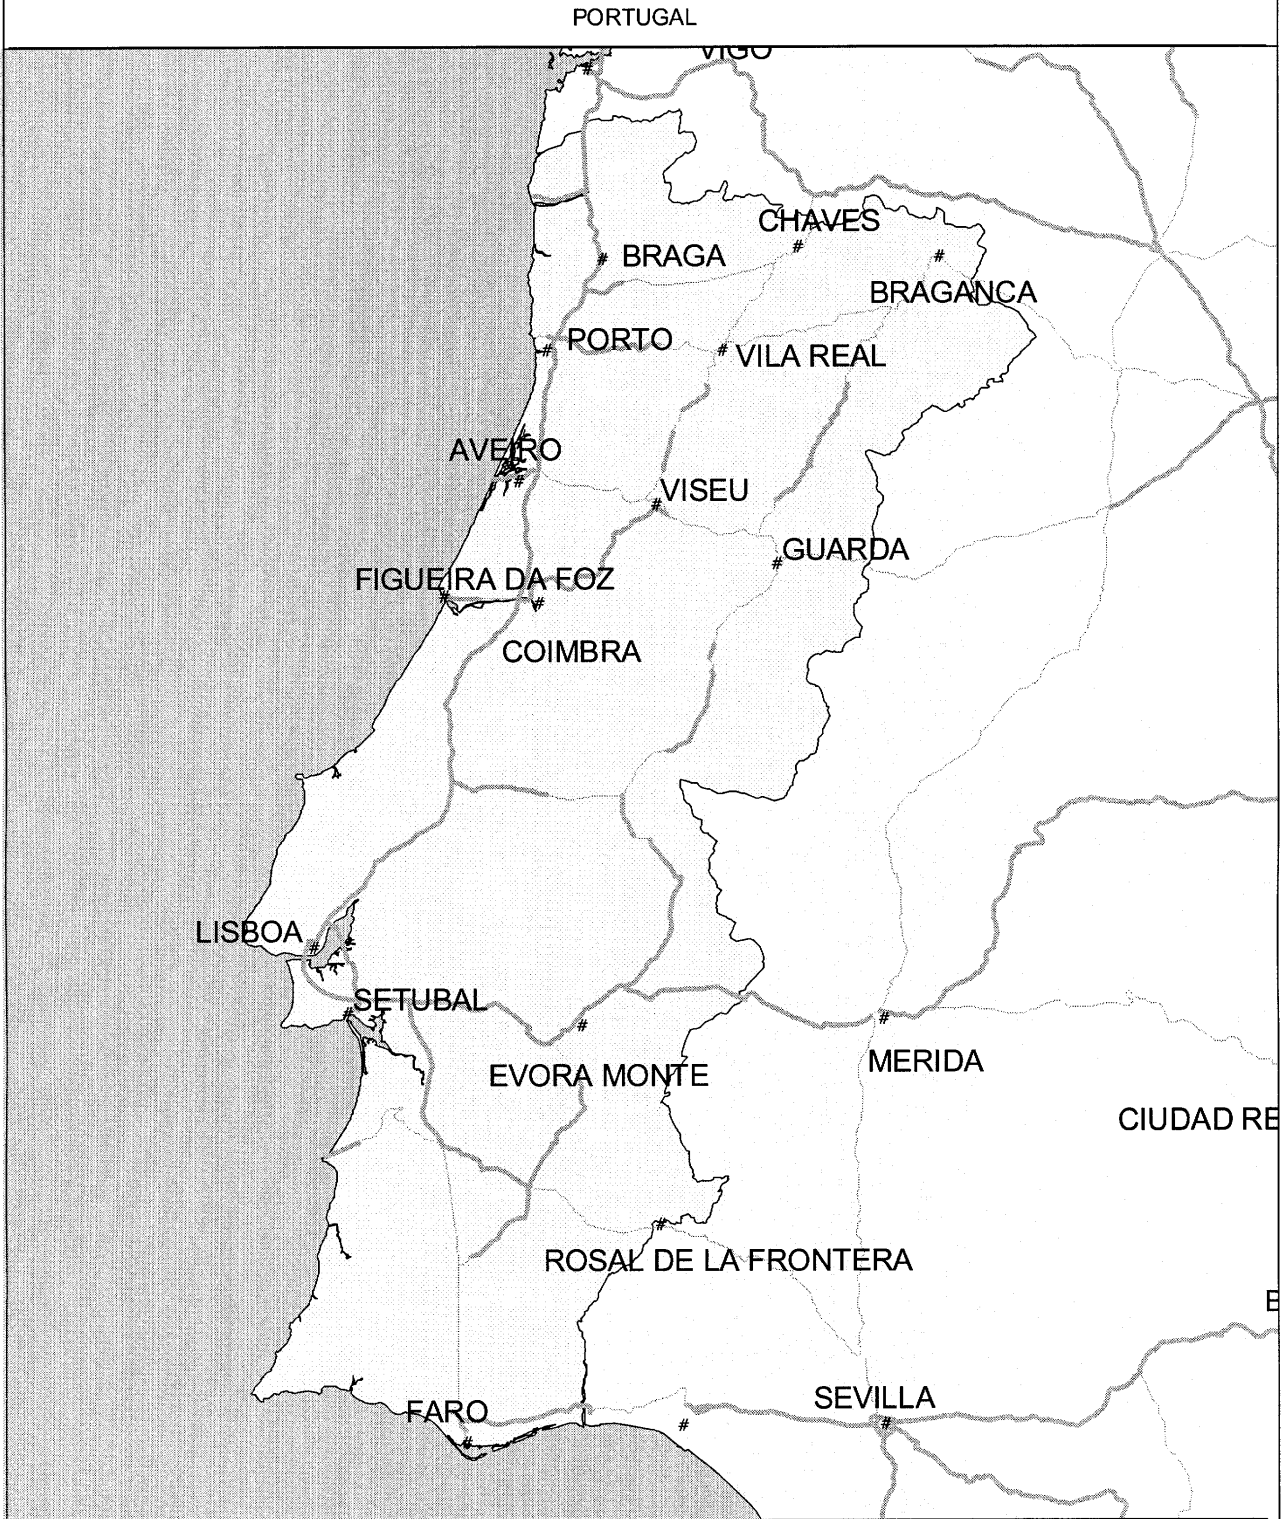 PORTUGAL
VIGO
CHAVES
BRAGA
BRAGANCA
PORTO
VILA REAL
AVEIRO
VISEU
GUARDA
FIGUEIRA DA FOZ
COIMBRA
LISBOA
SETUBAL
MERIDA
EVORA MONTE
CIUDAD RE
ROSAL DE LA FRONTERA
E
SEVILLA
FARO